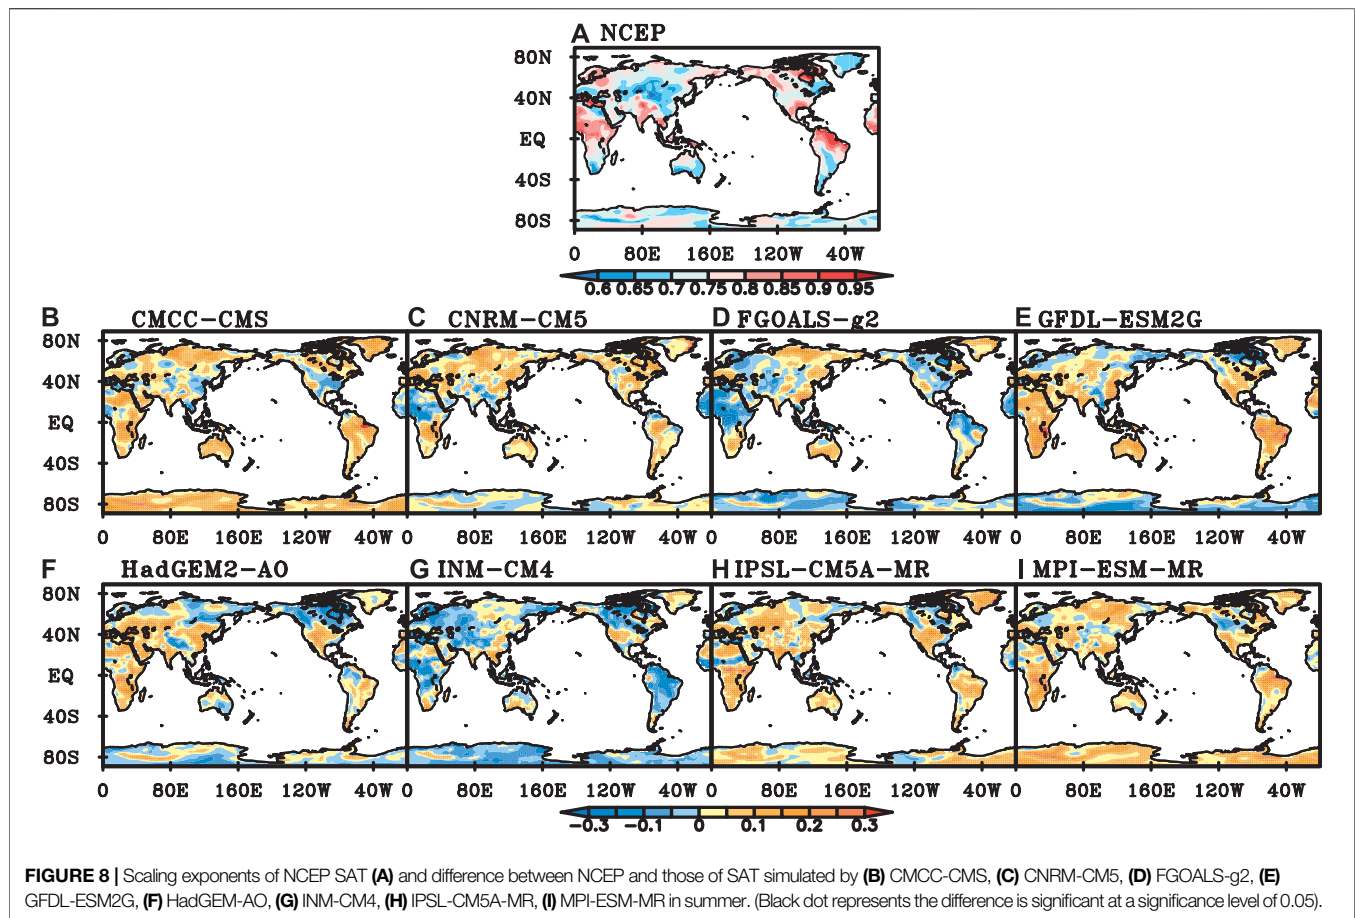 A NCEP
80N
40N
EQ
40S
80S
0 80E 160E 120W 40W
0.6 0.65 0.7 0.75 0.8 0.85 0.9 0.95
B CMCC-CMS C CNRM-CM5 D FGOALS-g2 E GFDL-ESM2G
80N
40N
EQ
40S
80S
0 80E 160E 120W 40W 0 80E 160E 120W 40W 0 80E 160E 120W 40W 0 80E 160E 120W 40W
F HadGEM2-AO G INM-CM4 H IPSL-CM5A-MR I MPI-ESM-MR
80N
40N
EQ
40S
80S
0 80E 160E 120W 40W 0 80E 160E 120W 40W 0 80E 160E 120W 40W 0 80E 160E 120W 40W
-0.3 -0.1 0 0.1 0.2 0.3
FIGURE 8 | Scaling exponents of NCEP SAT (A) and difference between NCEP and those of SAT simulated by (B) CMCC-CMS, (C) CNRM-CM5, (D) FGOALS-g2, (E)
GFDL-ESM2G, (F) HadGEM-AO, (G) INM-CM4, (H) IPSL-CM5A-MR, (I) MPI-ESM-MR in summer. (Black dot represents the difference is significant at a significance level of 0.05).